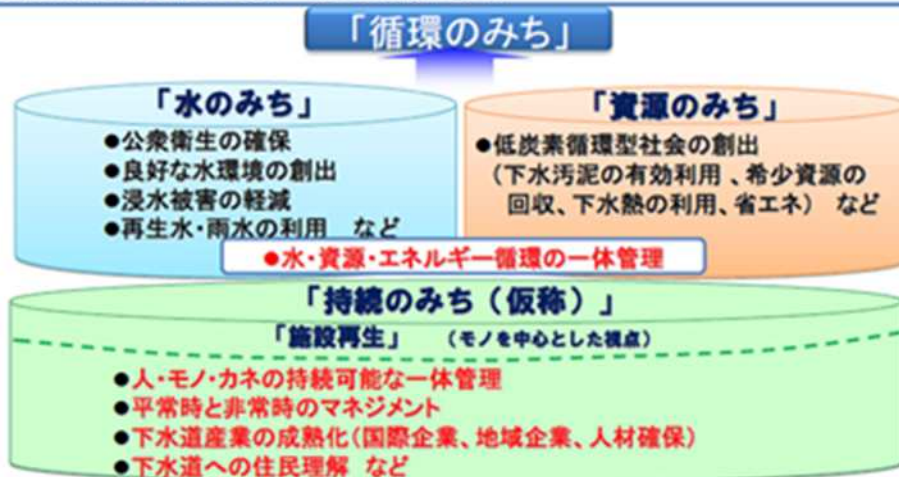 「循環のみち」
「水のみち」
●公衆衛生の確保
●良好な水環境の創出
●浸水被害の軽減
●再生水・雨水の利用　など
「資源のみち」
●低炭素循環型社会の創出
（下水汚泥の有効利用 、希少資源の
回収、下水熱の利用、省エネ）　など
●水・資源・エネルギー循環の一体管理
「持続のみち（仮称）」
「施設再生」　（モノを中心とした視点）
●人・モノ・カネの持続可能な一体管理
●平常時と非常時のマネジメント
●下水道産業の成熟化（国際企業、地域企業、人材確保）
●下水道への住民理解　など